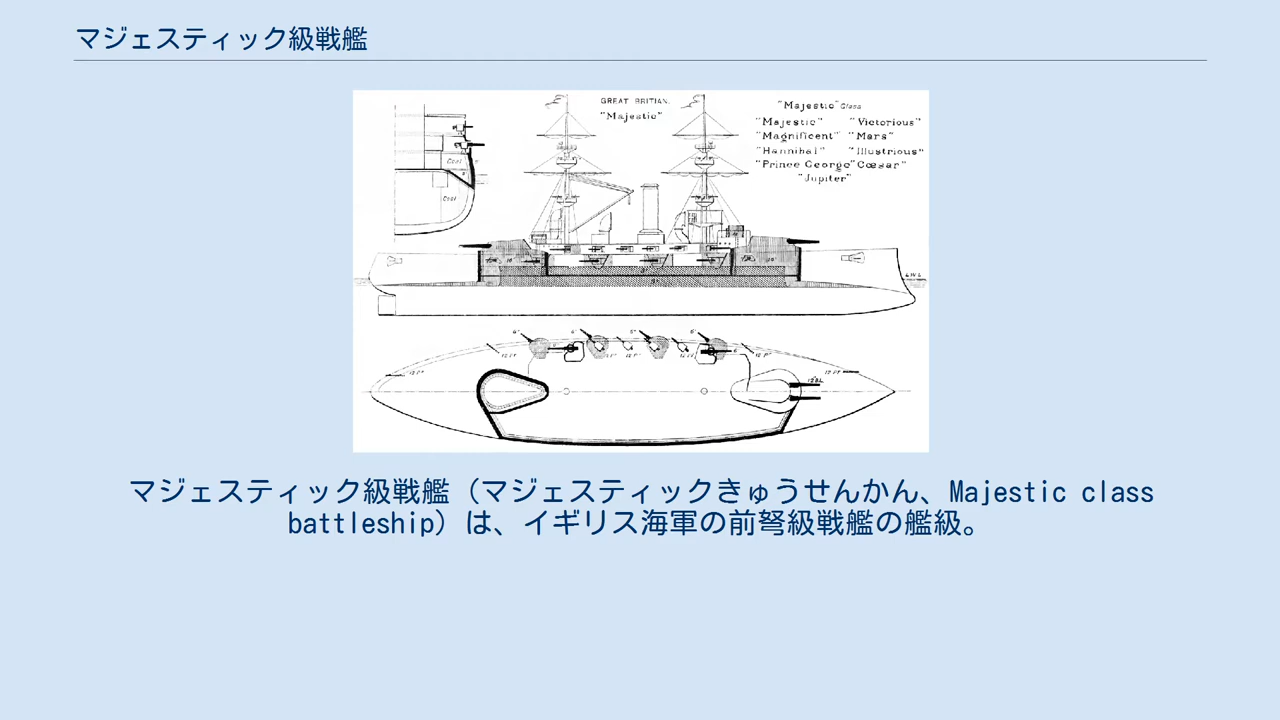 マジェスティック級戦艦
GREAT BRITIAN.
"Majestic"
"Majestic" Class
"Majestic" "Victorious"
"Magnificent" "Mars"
"Hannibal" "Illustrious"
"Prince George" Cæsar"
"Jupiter"
Coal
Coal
マジェスティック級戦艦（マジェスティックきゅうせんかん、Majestic class
battleship）は、イギリス海軍の前弩級戦艦の艦級。